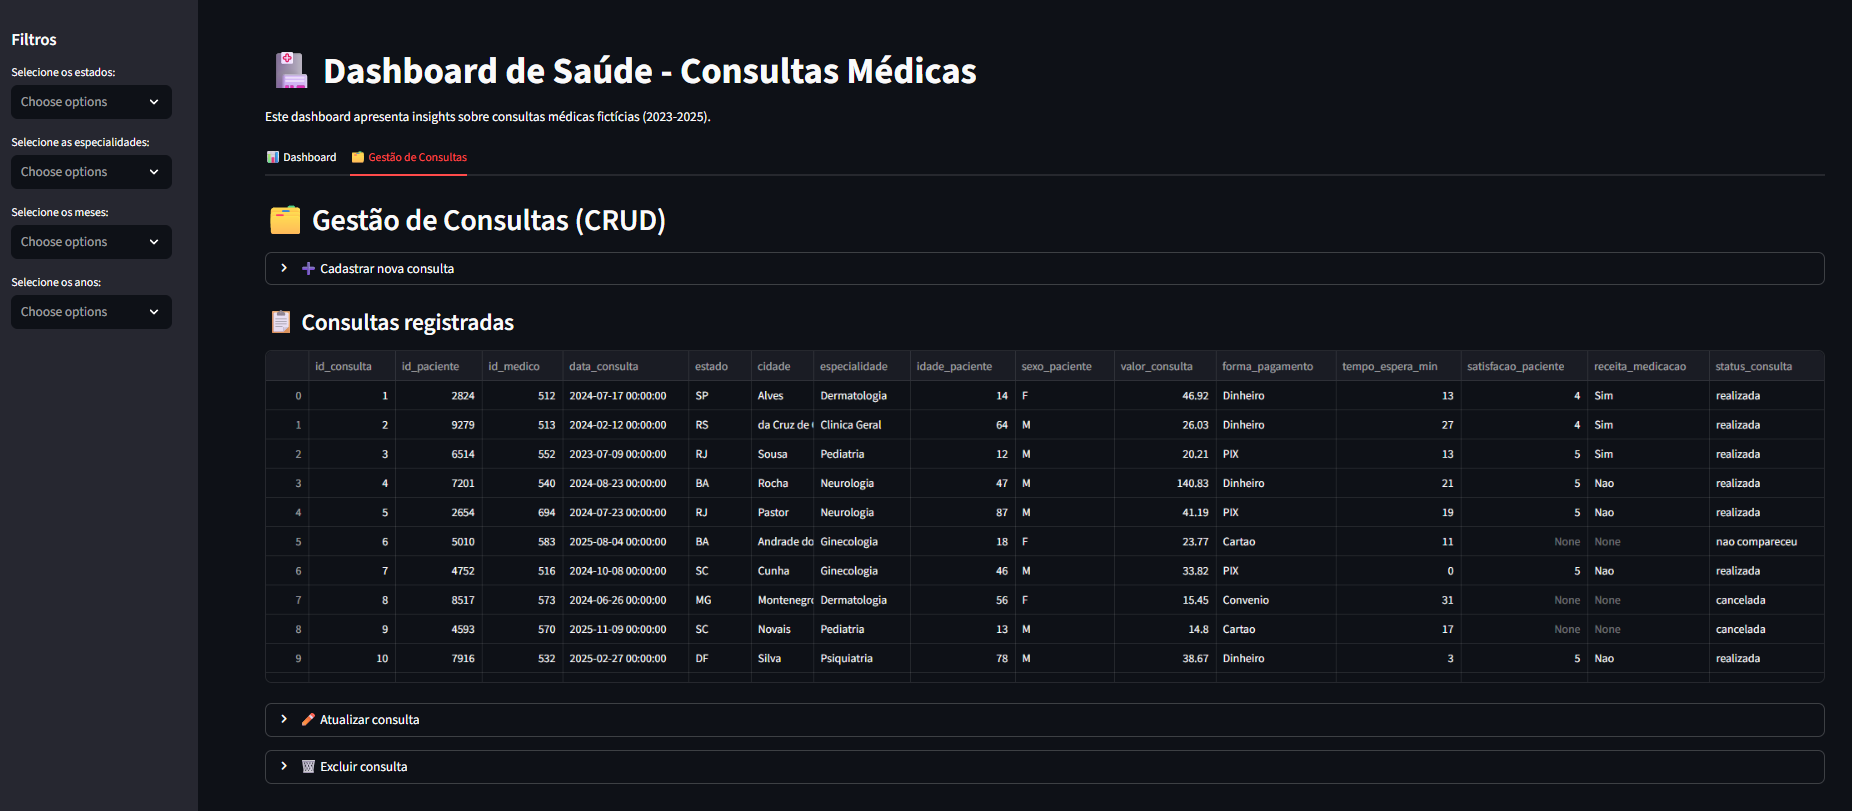 Filtros
Selecione os estados:
Choose options
Selecione as especialidades:
Choose options
Selecione os meses:
Choose options
Selecione os anos:
Choose options
Dashboard de Saúde - Consultas Médicas
Este dashboard apresenta insights sobre consultas médicas fictícias (2023-2025).
Dashboard Gestão de Consultas
Gestão de Consultas (CRUD)
Cadastrar nova consulta
Consultas registradas
id_consulta id_paciente id_medico data_consulta estado cidade especialidade idade_paciente sexo_paciente valor_consulta forma_pagamento tempo_espera_min satisfacao_paciente receita_medicacao status_consulta
0 1 2824 512 2024-07-17 00:00:00 SP Alves Dermatologia 14 F 46.92 Dinheiro 13 4 Sim realizada
1 2 9279 513 2024-02-12 00:00:00 RS da Cruz de Clinica Geral 64 M 26.03 Dinheiro 27 4 Sim realizada
2 3 6514 552 2023-07-09 00:00:00 RJ Sousa Pediatria 12 M 20.21 PIX 13 5 Sim realizada
3 4 7201 540 2024-08-23 00:00:00 BA Rocha Neurologia 47 M 140.83 Dinheiro 21 5 Nao realizada
4 5 2654 694 2024-07-23 00:00:00 RJ Pastor Neurologia 87 M 41.19 PIX 19 5 Nao realizada
5 6 5010 583 2025-08-04 00:00:00 BA Andrade do Ginecologia 18 F 23.77 Cartao 11 None None nao compareceu
6 7 4752 516 2024-10-08 00:00:00 SC Cunha Ginecologia 46 M 33.82 PIX 0 5 Nao realizada
7 8 8517 573 2024-06-26 00:00:00 MG Montenegro Dermatologia 56 F 15.45 Convenio 31 None None cancelada
8 9 4593 570 2025-11-09 00:00:00 SC Novais Pediatria 13 M 14.8 Cartao 17 None None cancelada
9 10 7916 532 2025-02-27 00:00:00 DF Silva Psiquiatria 78 M 38.67 Dinheiro 3 5 Nao realizada
Atualizar consulta
Excluir consulta